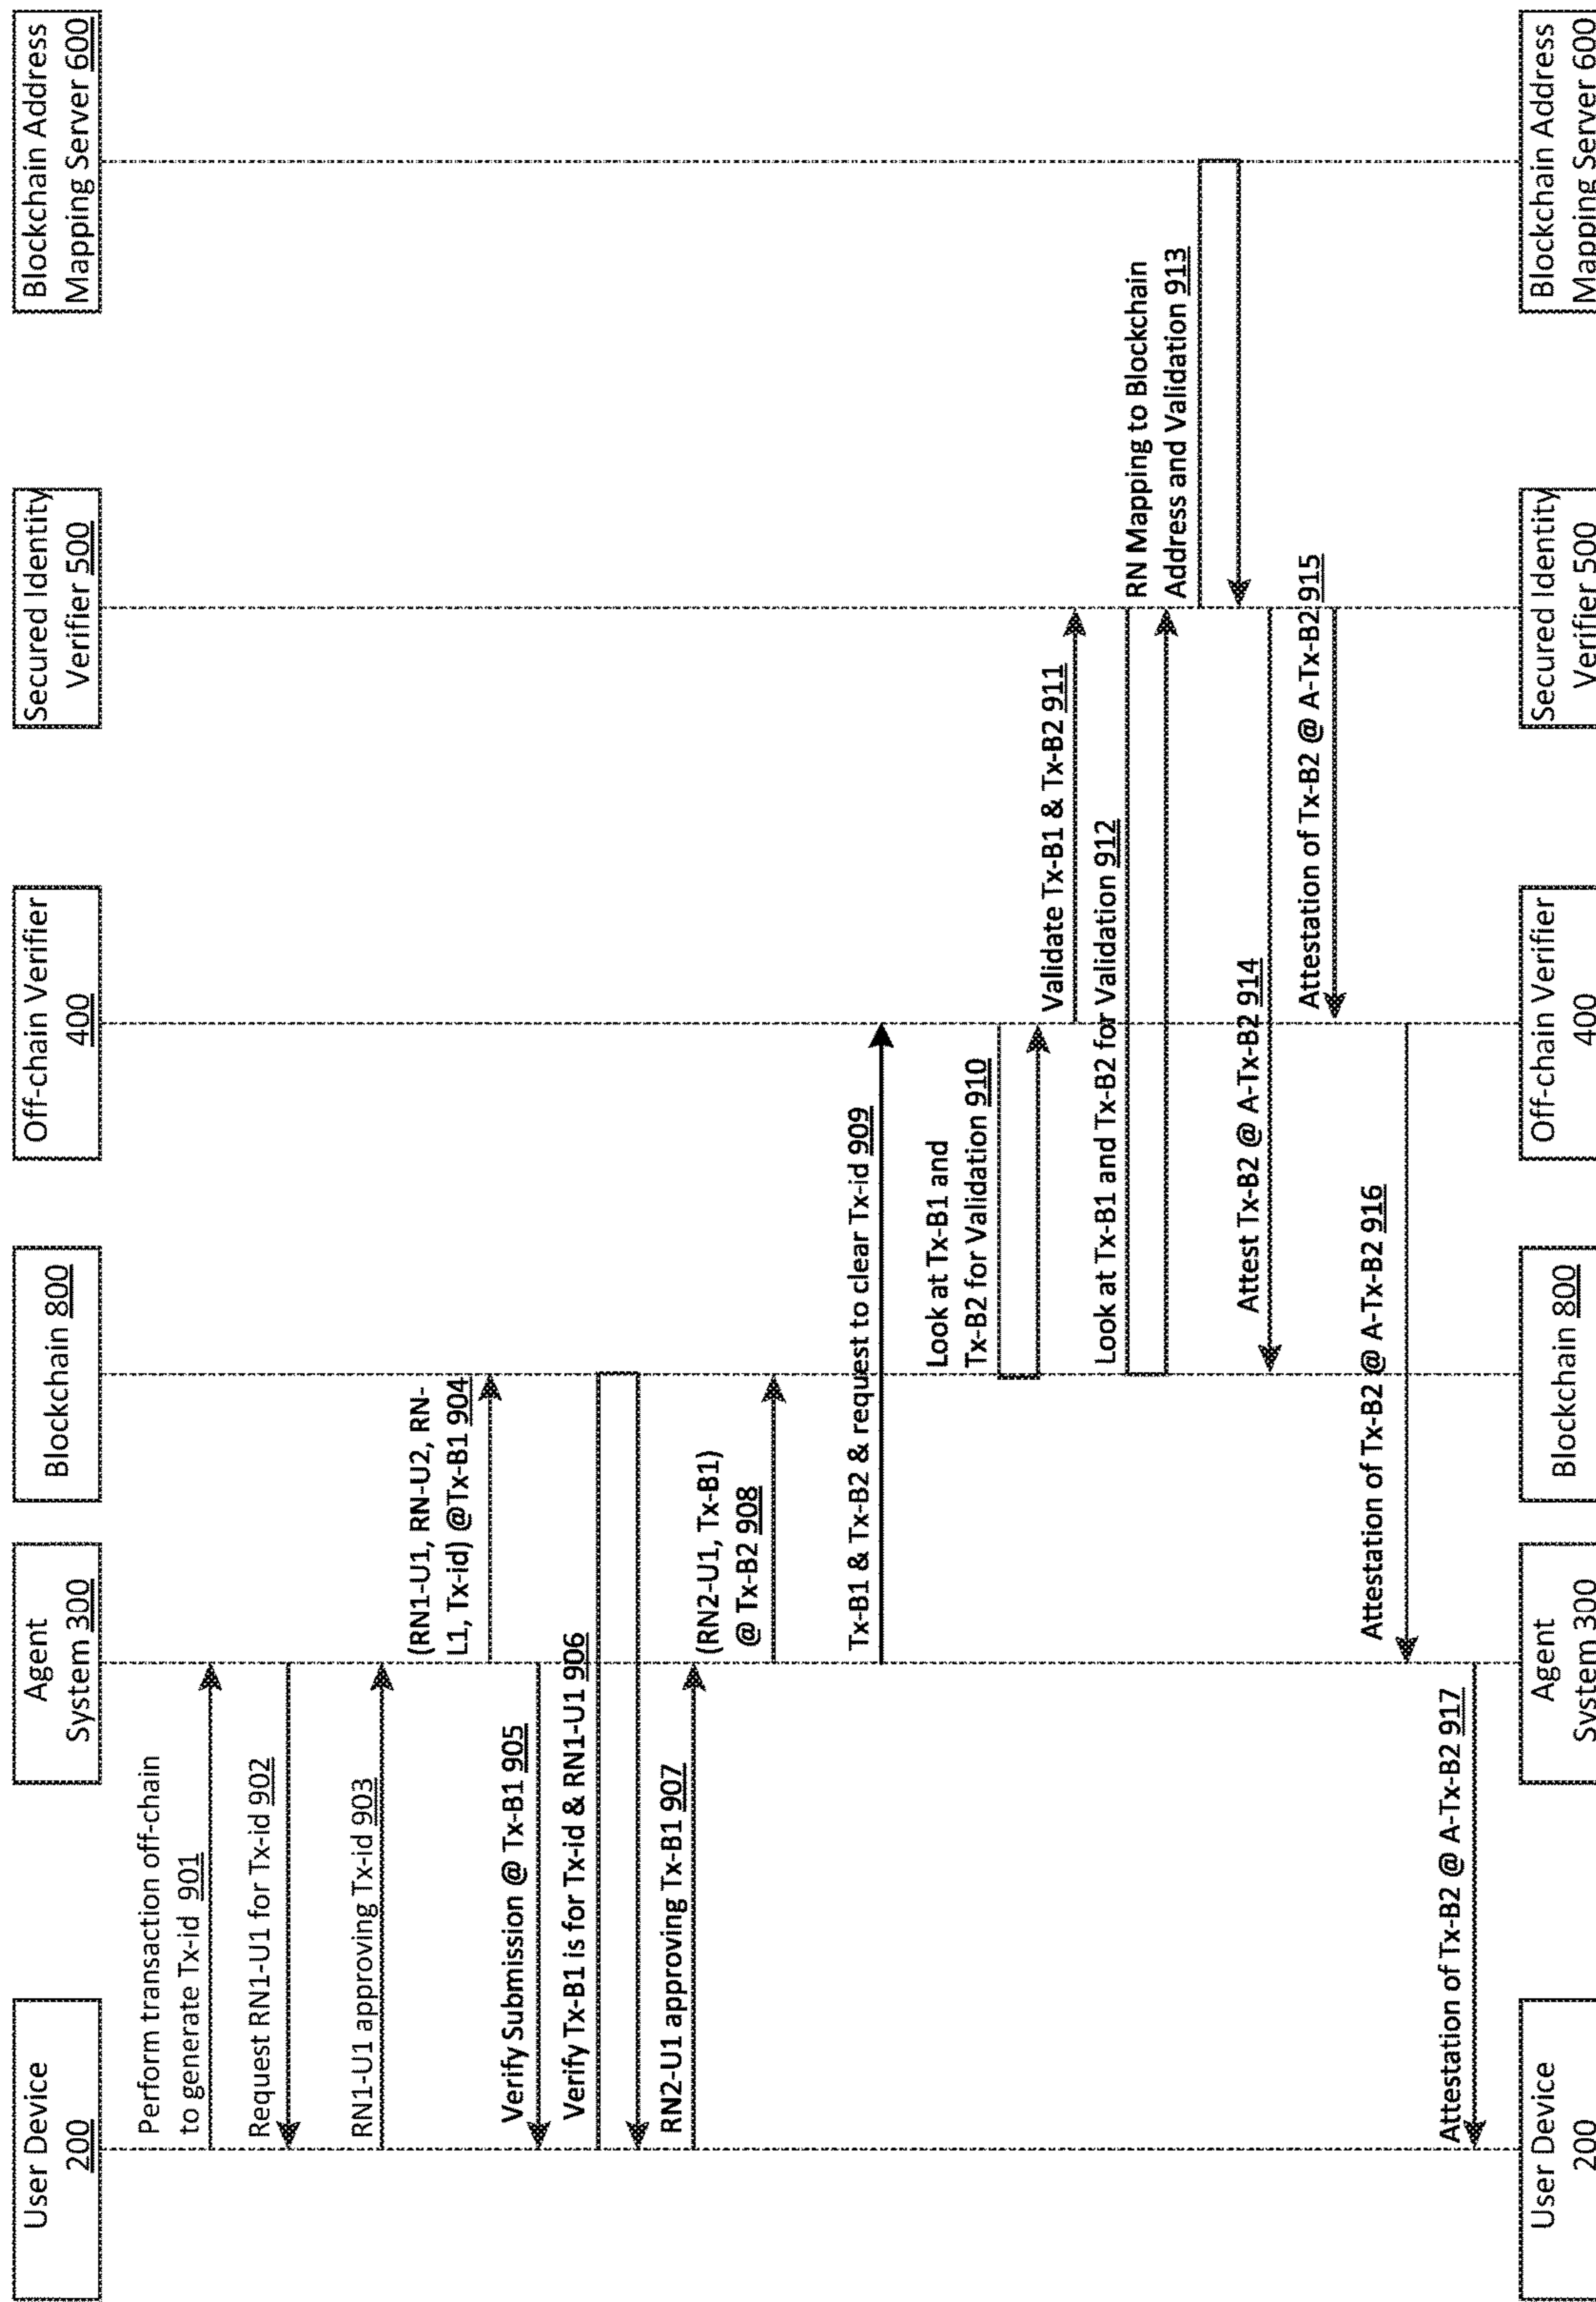 User Device
200
Agent
System 300
Blockchain 800
Off-chain Verifier
400
Secured Identity
Verifier 500
Blockchain Address
Mapping Server 600
Perform transaction off-chain
to generate Tx-id 901
Request RN1-U1 for Tx-id 902
RN1-U1 approving Tx-id 903
(RN1-U1, RN-U2, RN-
L1, Tx-id) @Tx-B1 904
Verify Submission @ Tx-B1 905
Verify Tx-B1 is for Tx-id & RN1-U1 906
RN2-U1 approving Tx-B1 907
(RN2-U1, Tx-B1)
@ Tx-B2 908
Tx-B1 & Tx-B2 & request to clear Tx-id 909
Look at Tx-B1 and
Tx-B2 for Validation 910
Validate Tx-B1 & Tx-B2 911
Look at Tx-B1 and Tx-B2 for Validation 912
RN Mapping to Blockchain
Address and Validation 913
Attest Tx-B2 @ A-Tx-B2 914
Attestation of Tx-B2 @ A-Tx-B2 915
Attestation of Tx-B2 @ A-Tx-B2 916
Attestation of Tx-B2 @ A-Tx-B2 917
User Device
200
Agent
System 300
Blockchain 800
Off-chain Verifier
400
Secured Identity
Verifier 500
Blockchain Address
Mapping Server 600